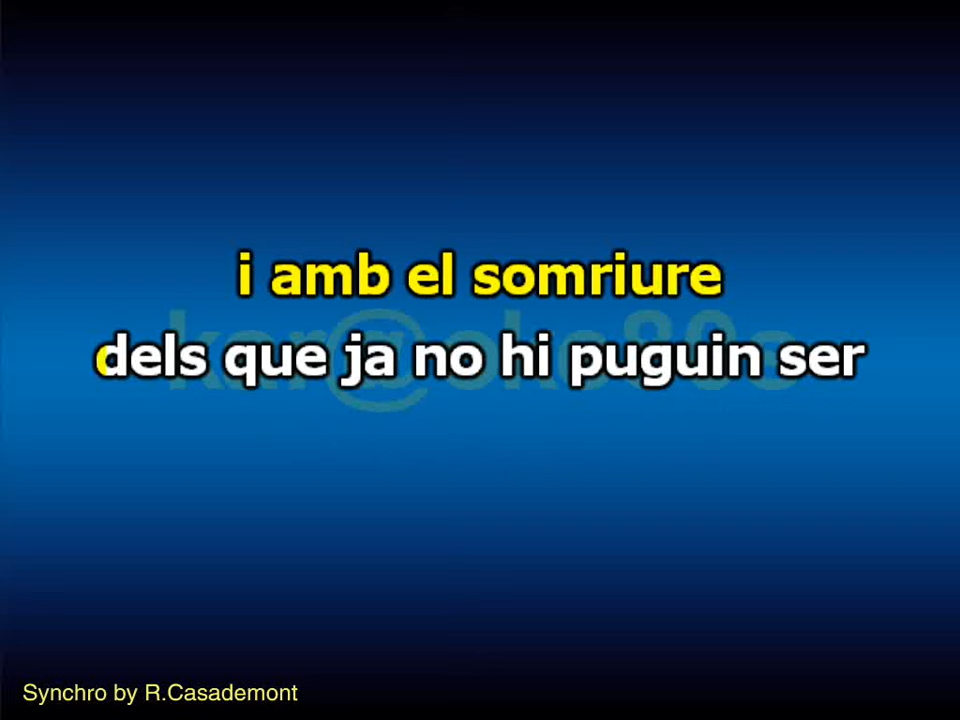 i amb el somriure
dels que ja no hi puguin ser
Synchro by R.Casademont